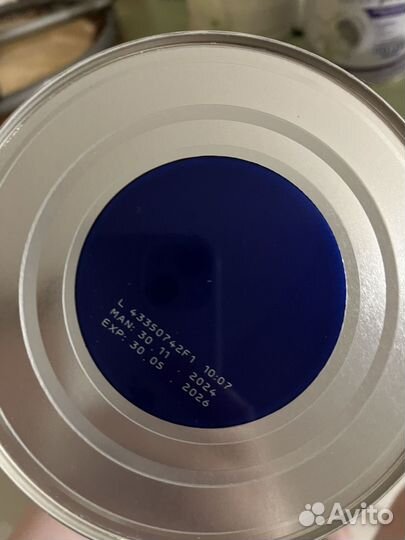 L 43350742F1 10:07
MAN: 30 . 11 . 2024
EXP: 30 . 05 . 2026
Avito